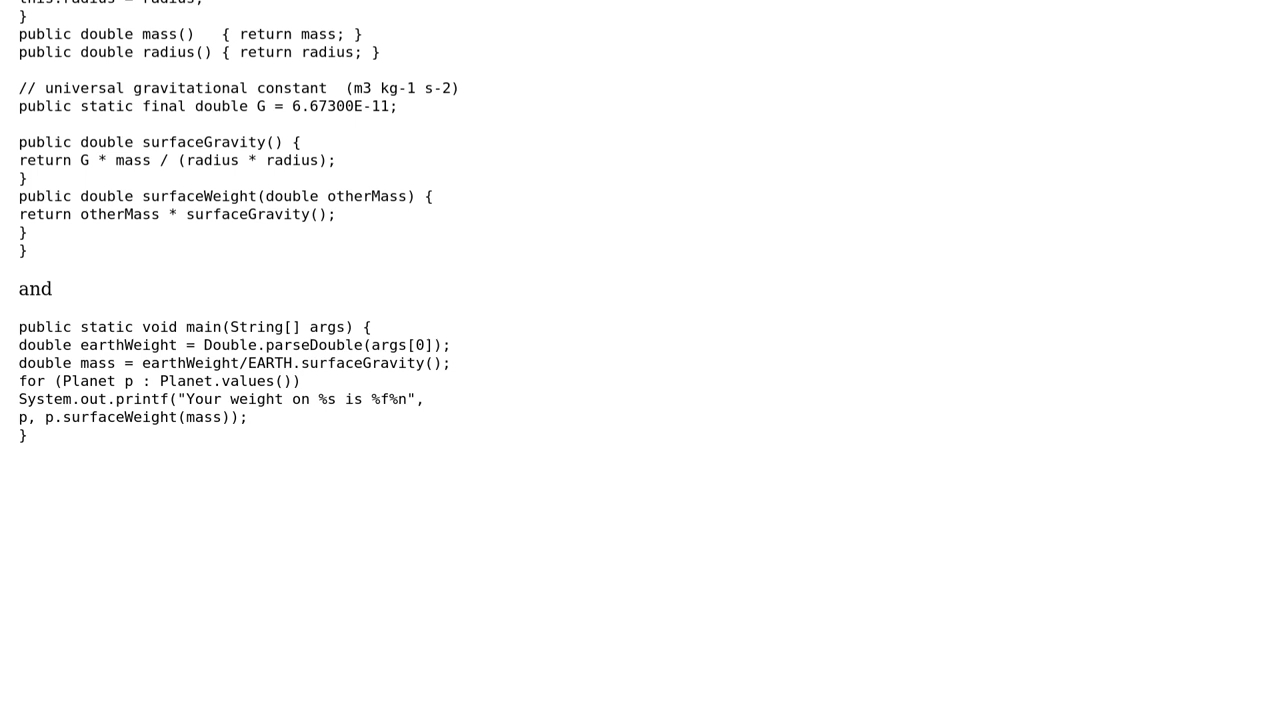 this.radius = radius;
}
public double mass()   { return mass; }
public double radius() { return radius; }

// universal gravitational constant  (m3 kg-1 s-2)
public static final double G = 6.67300E-11;

public double surfaceGravity() {
return G * mass / (radius * radius);
}
public double surfaceWeight(double otherMass) {
return otherMass * surfaceGravity();
}
}

and

public static void main(String[] args) {
double earthWeight = Double.parseDouble(args[0]);
double mass = earthWeight/EARTH.surfaceGravity();
for (Planet p : Planet.values())
System.out.printf("Your weight on %s is %f%n",
p, p.surfaceWeight(mass));
}